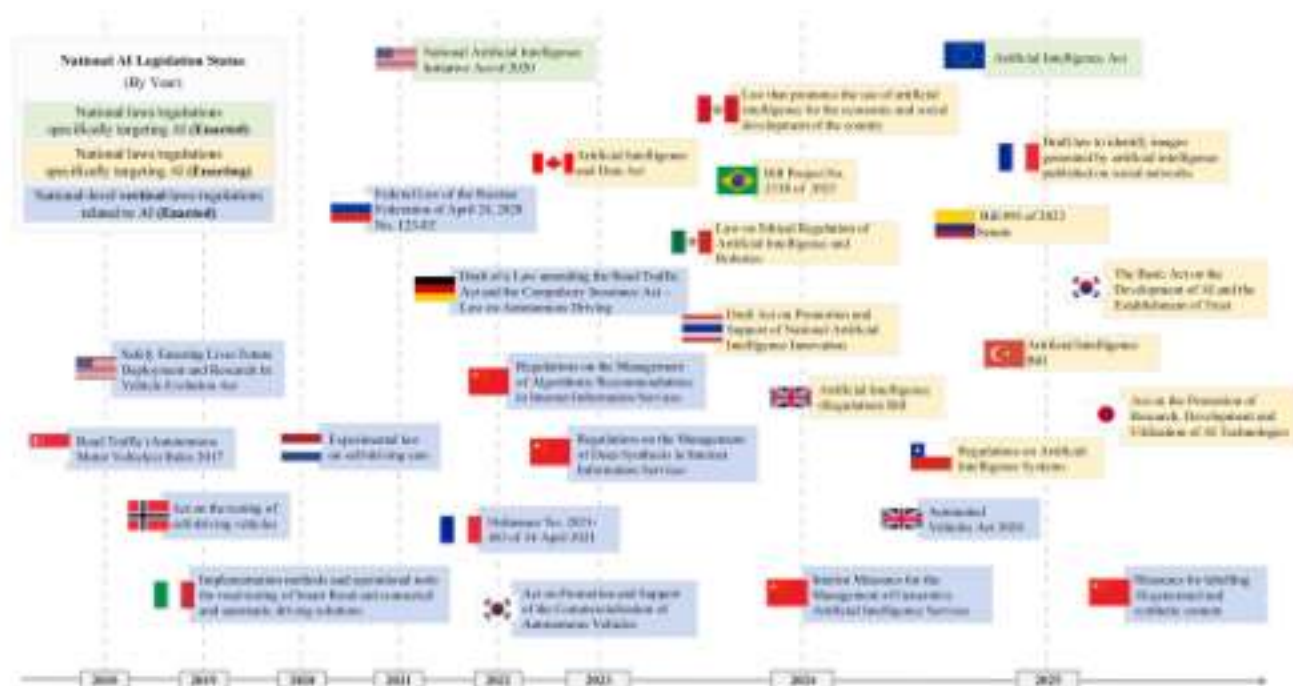 National AI Legislation Status
(By Year)
National laws regulations
specifically targeting AI (Enacted)
National laws regulations
specifically targeting AI (Enacting)
National-level vertical laws regulations
related to AI (Enacted)
National Artificial Intelligence
Initiative Act of 2020
Artificial Intelligence Act
Law that promotes the use of artificial
intelligence for the economic and social
development of the country
Artificial Intelligence
and Data Act
Draft law to identify images
generated by artificial intelligence
published on social networks
Bill Project No.
of 2023
Federal Law of the Russian
Federation of April 24, 2020
No. 123-FZ
Law on Ethical Regulation of
Artificial Intelligence and
Robotics
of 2023
Senate
Draft of a Law amending the Road Traffic
Act and the Compulsory Insurance Act –
Law on Autonomous Driving
The Basic Act on the
Development of AI and the
Establishment of Trust
Draft Act on Promotion and
Support of National Artificial
Intelligence Innovation
Safely Ensuring Lives Future
Deployment and Research In
Vehicle Evolution Act
Artificial Intelligence
Bill
Regulations on the Management
of Algorithmic Recommendations
in Internet Information Services
Artificial Intelligence
(Regulation) Bill
Act on the Promotion of
Research, Development and
Utilization of AI Technologies
Road Traffic (Autonomous
Motor Vehicles) Rules 2017
Experimental law
on self-driving cars
Regulations on the Management
of Deep Synthesis in Internet
Information Services
Regulations on Artificial
Intelligence Systems
Act on the testing of
self-driving vehicles
Ordinance No. 2021-
443 of 14 April 2021
Automated
Vehicles Act 2024
Implementation methods and operational tools
for road testing of Smart Road and connected
and automatic driving solutions
Act on Promotion and Support
of the Commercialization of
Autonomous Vehicles
Interim Measures for the
Management of Generative
Artificial Intelligence Services
Measures for labelling
AI-generated and
synthetic content
2018
2019
2020
2021
2022
2023
2024
2025